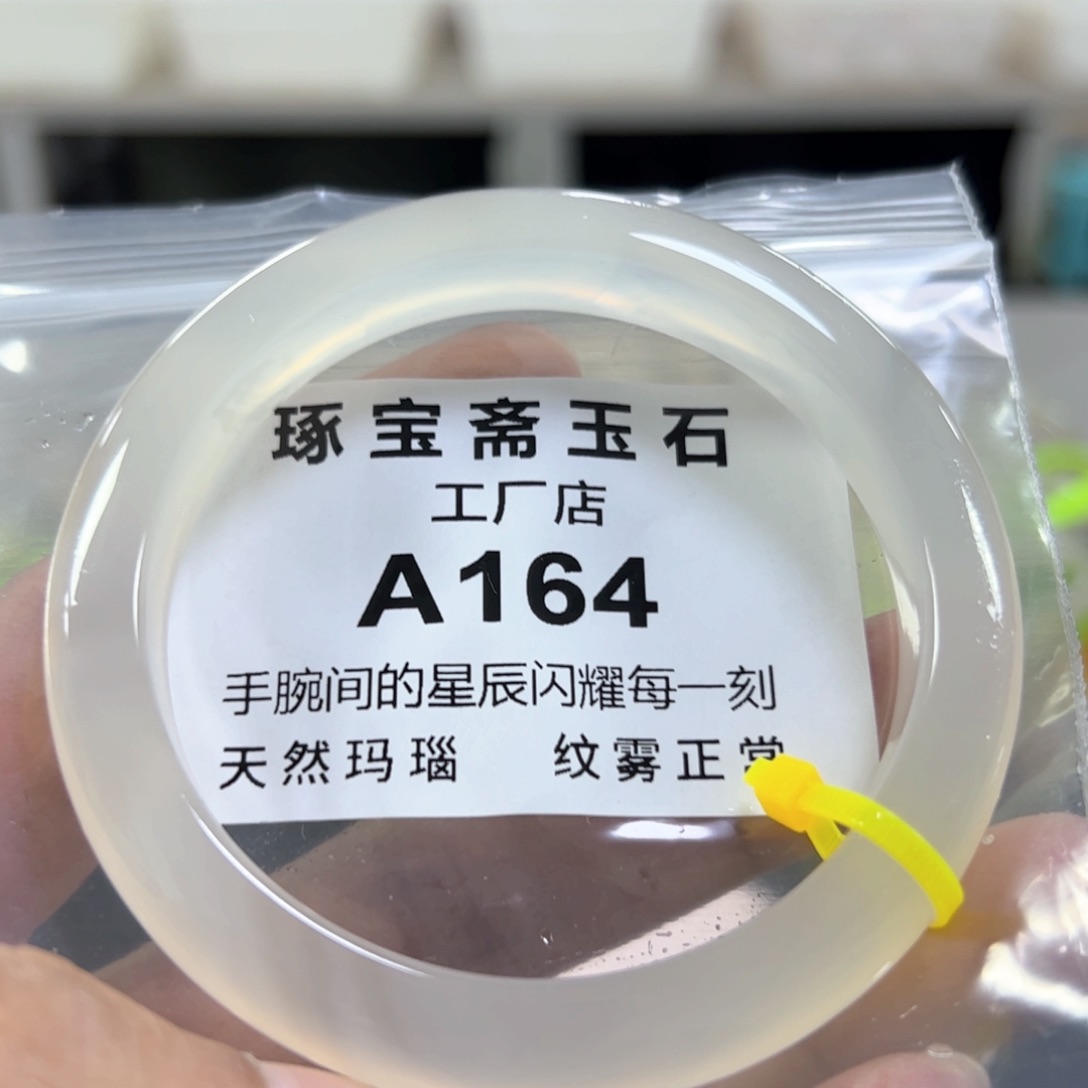 琢宝斋玉石
工厂店
A164
手腕间的星辰闪耀每一刻
天然玛瑙 纹雾正常